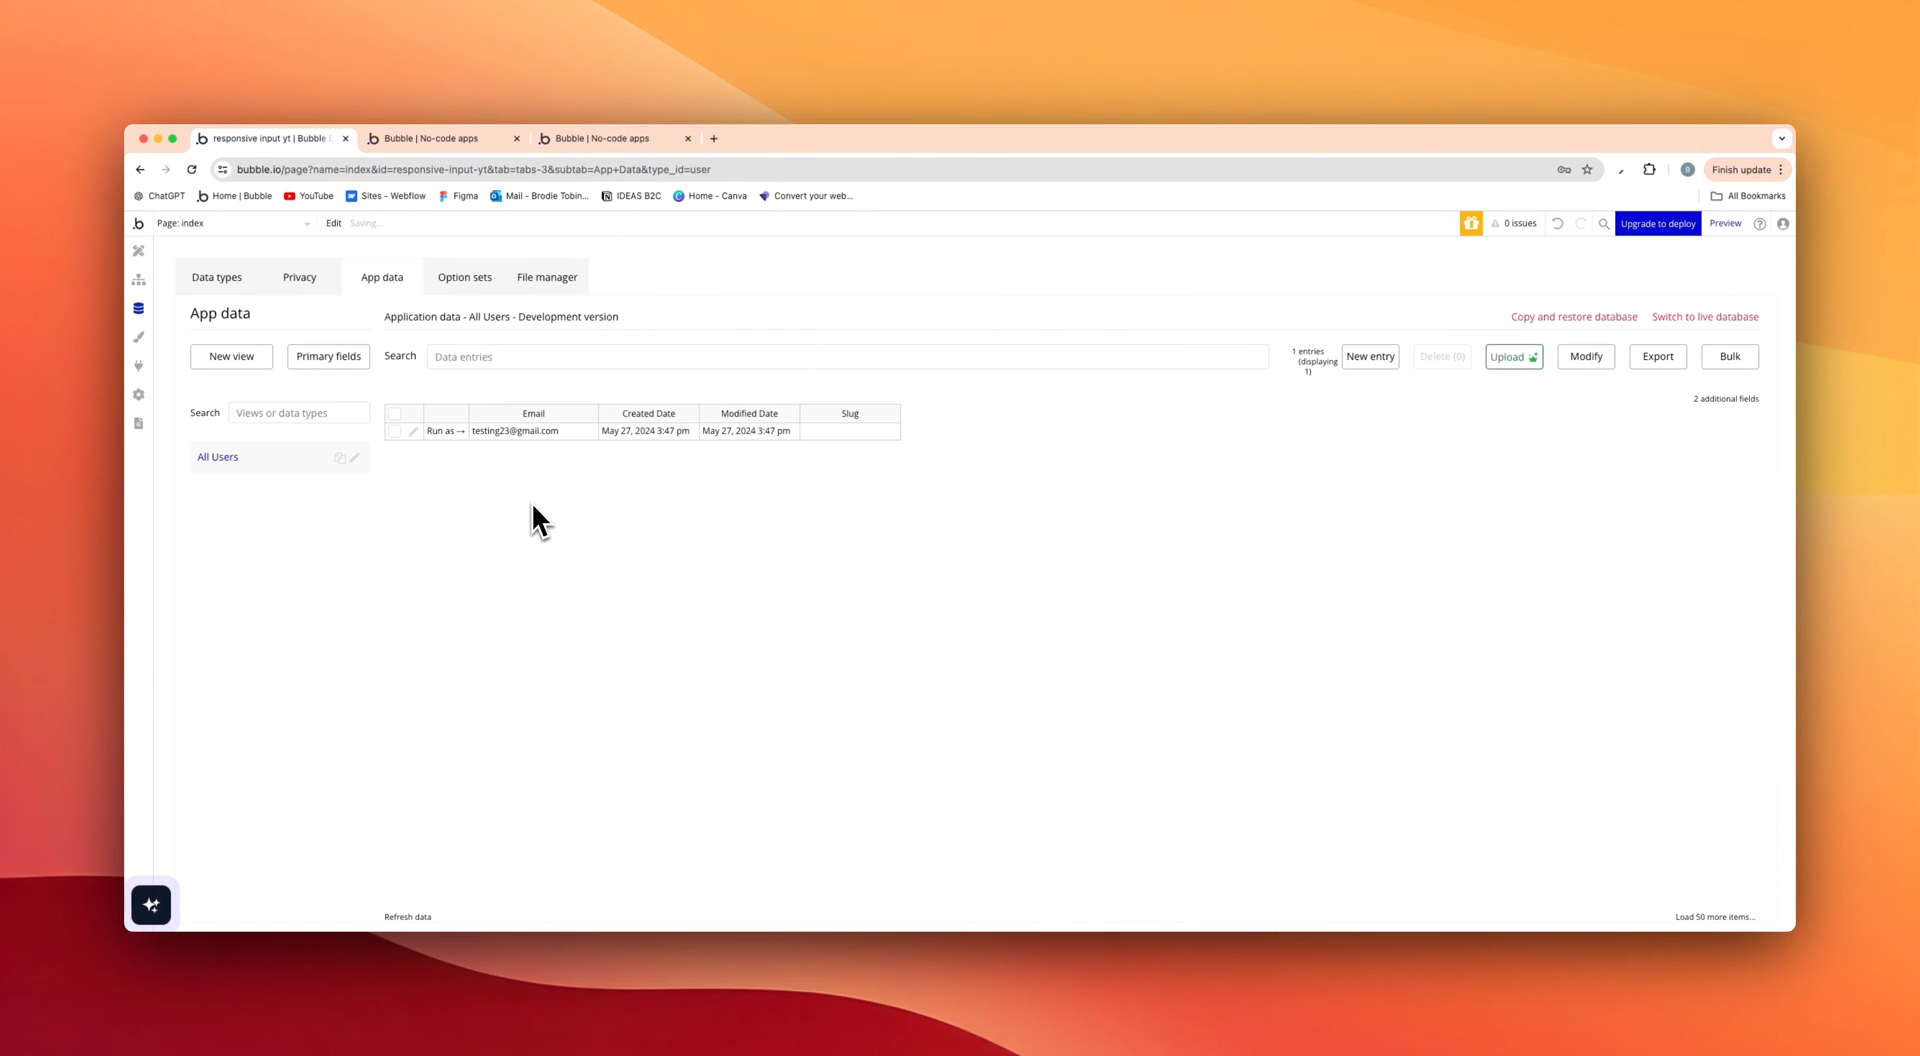 responsive input yt | Bubble
Bubble | No-code apps
Bubble | No-code apps
bubble.io/page?name=index&id=responsive-input-yt&tab=tabs-3&subtab=App+Data&type_id=user
B
Finish update
ChatGPT
Home | Bubble
YouTube
Sites - Webflow
Figma
Mail - Brodie Tobin...
IDEAS B2C
Home - Canva
Convert your web...
All Bookmarks
Page: index
Edit
Saving...
0 issues
Upgrade to deploy
Preview
Data types
Privacy
App data
Option sets
File manager
App data
Application data - All Users - Development version
Copy and restore database
Switch to live database
New view
Primary fields
Search
Data entries
1 entries
(displaying
1)
New entry
Delete (0)
Upload
Modify
Export
Bulk
2 additional fields
Search
Views or data types
Email
Created Date
Modified Date
Slug
Run as →
testing23@gmail.com
May 27, 2024 3:47 pm
May 27, 2024 3:47 pm
All Users
Refresh data
Load 50 more items...